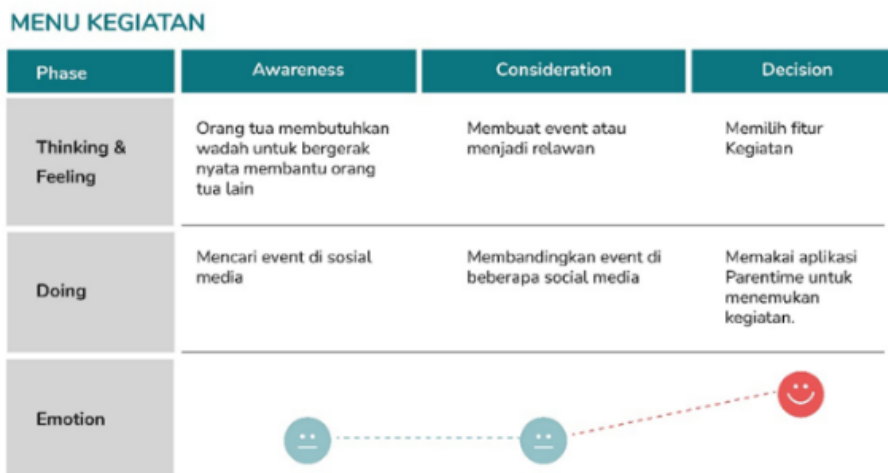 MENU KEGIATAN
Phase
Awareness
Consideration
Decision
Thinking &
Feeling
Orang tua membutuhkan
wadah untuk bergerak
nyata membantu orang
tua lain
Membuat event atau
menjadi relawan
Memilih fitur
Kegiatan
Doing
Mencari event di sosial
media
Membandingkan event di
beberapa social media
Memakai aplikasi
Parentime untuk
menemukan
kegiatan.
Emotion